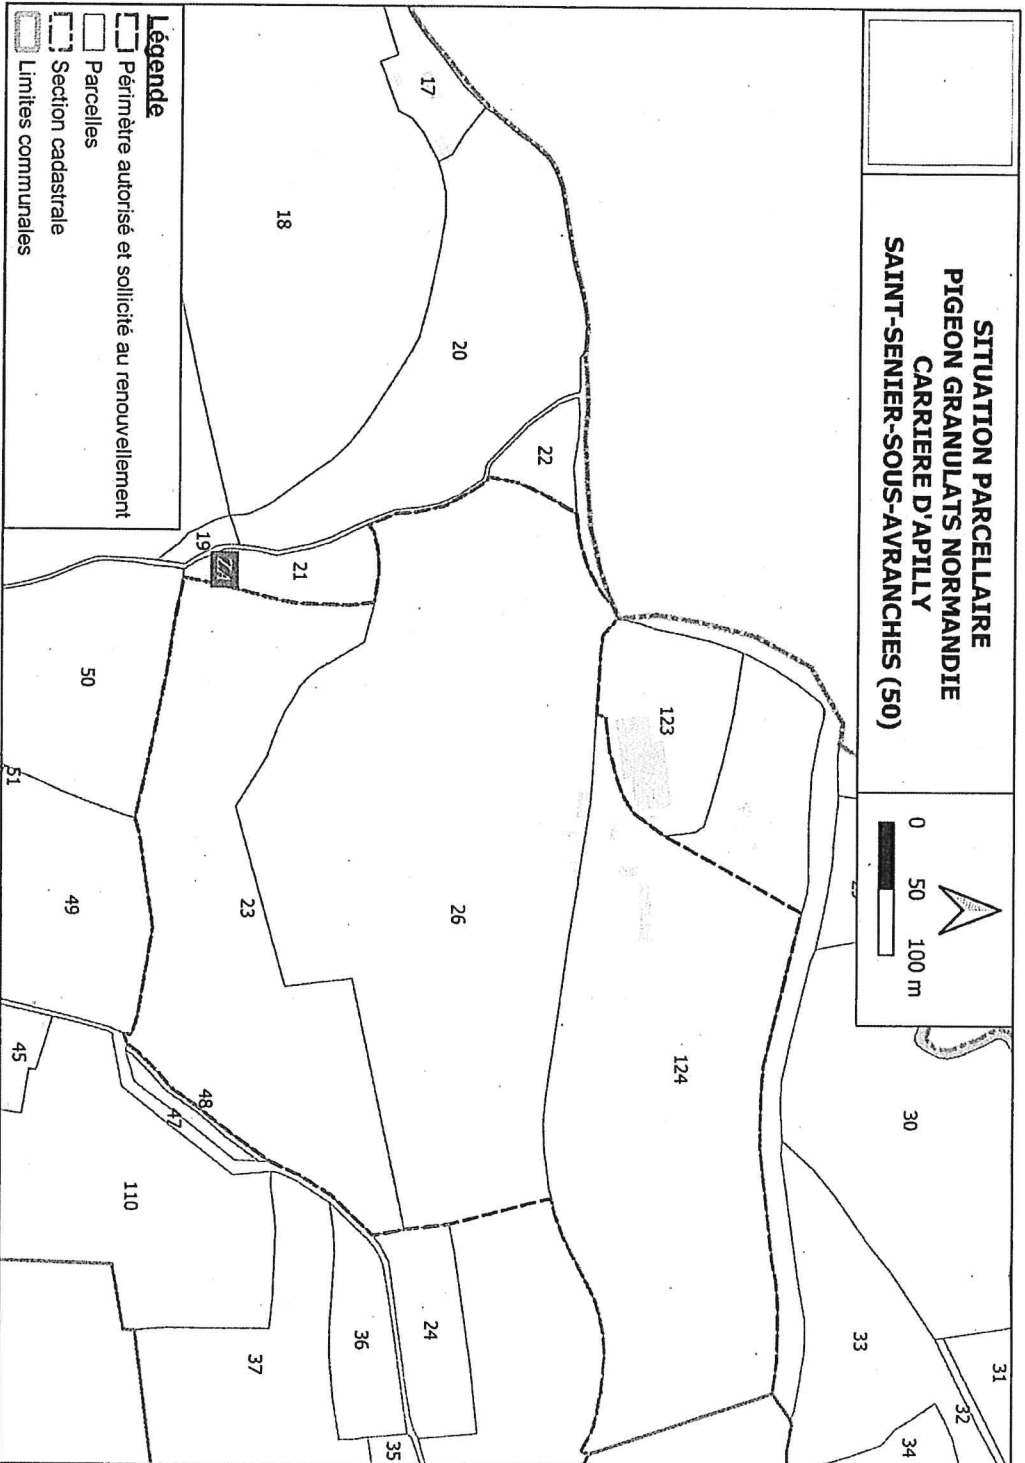 SITUATION PARCELLAIRE
PIGEON GRANULATS NORMANDIE
CARRIERE D'APILLY
SAINT-SENIER-SOUS-AVRANCHES (50)
0 50 100 m
17
18
20
22
19
21
ZA
50
51
49
23
26
123
124
30
31
32
33
34
45
47
48
110
24
36
37
35
Légende
Périmètre autorisé et sollicité au renouvellement
Parcelles
Section cadastrale
Limites communales